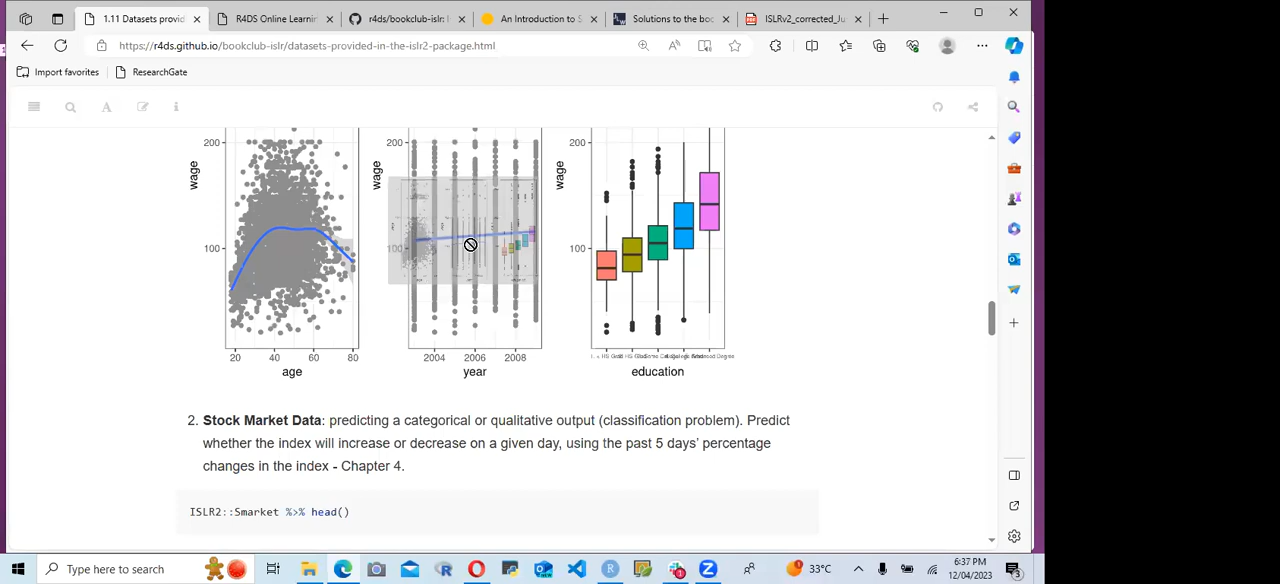 1.11 Datasets provid
R4DS Online Learnin
r4ds/bookclub-islr: I
An Introduction to S
Solutions to the boo
ISLRv2_corrected_Ju
https://r4ds.github.io/bookclub-islr/datasets-provided-in-the-islr2-package.html
Import favorites
ResearchGate
200
200
200
wage
wage
wage
100
100
100
20 40 60 80
2004 2006 2008
age
year
education
2. Stock Market Data: predicting a categorical or qualitative output (classification problem). Predict
whether the index will increase or decrease on a given day, using the past 5 days' percentage
changes in the index - Chapter 4.
ISLR2::Smarket %>% head()
Type here to search
33°C
6:37 PM
12/04/2023